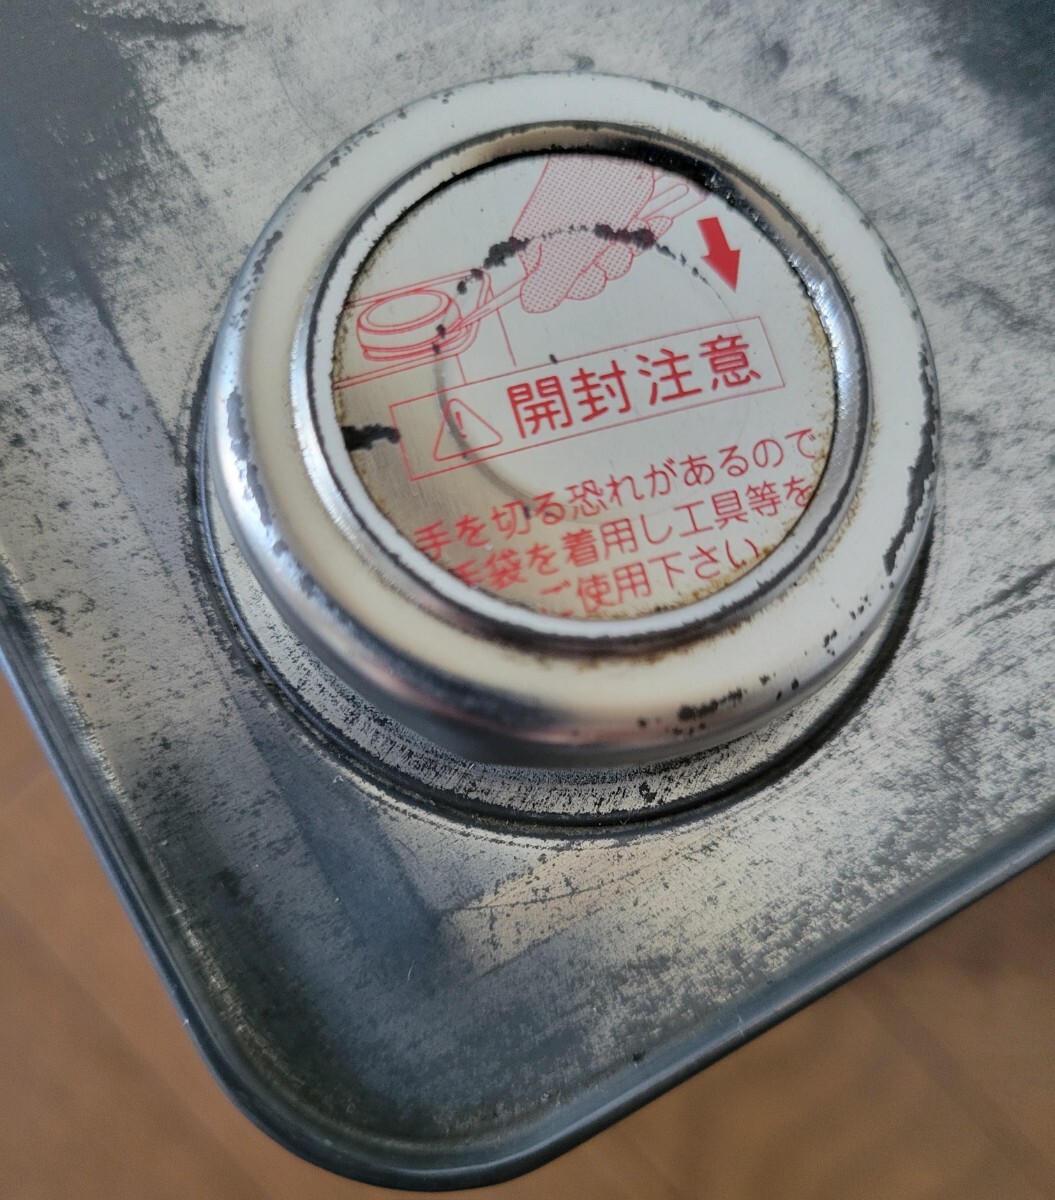 開封注意
手を切る恐れがあるので
手袋を着用し工具等を
ご使用下さい